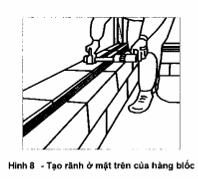 Hình 8 - Tạo rãnh ở mặt trên của hàng blốc